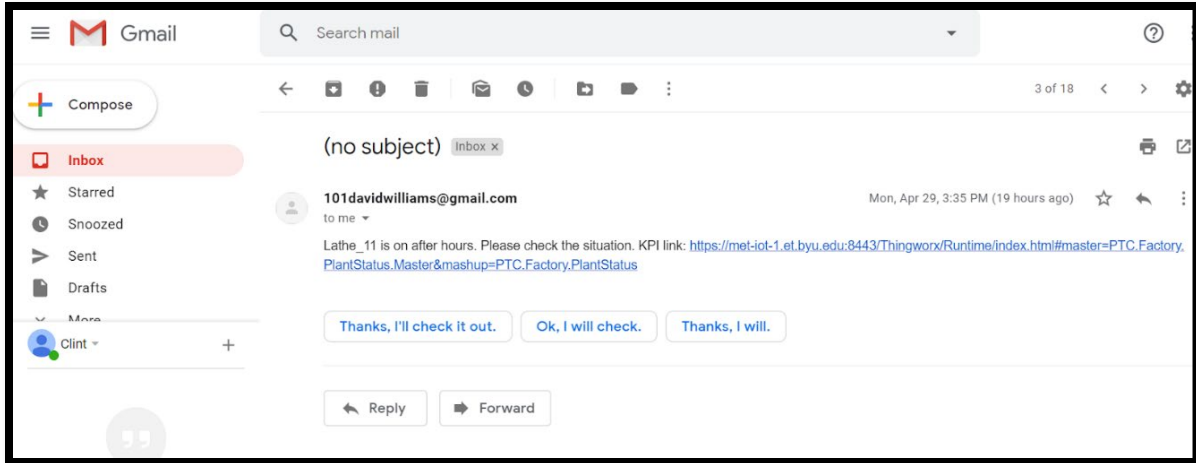 Gmail
Search mail
Compose
3 of 18
(no subject)
Inbox x
Inbox
Starred
101davidwilliams@gmail.com
Mon, Apr 29, 3:35 PM (19 hours ago)
to me
Snoozed
Lathe_11 is on after hours. Please check the situation. KPI link: https://met-iot-1.et.byu.edu:8443/Thingworx/Runtime/index.html#master=PTC.Factory.
PlantStatus.Master&mashup=PTC.Factory.PlantStatus
Sent
Drafts
More
Thanks, I'll check it out.
Ok, I will check.
Thanks, I will.
Clint
Reply
Forward